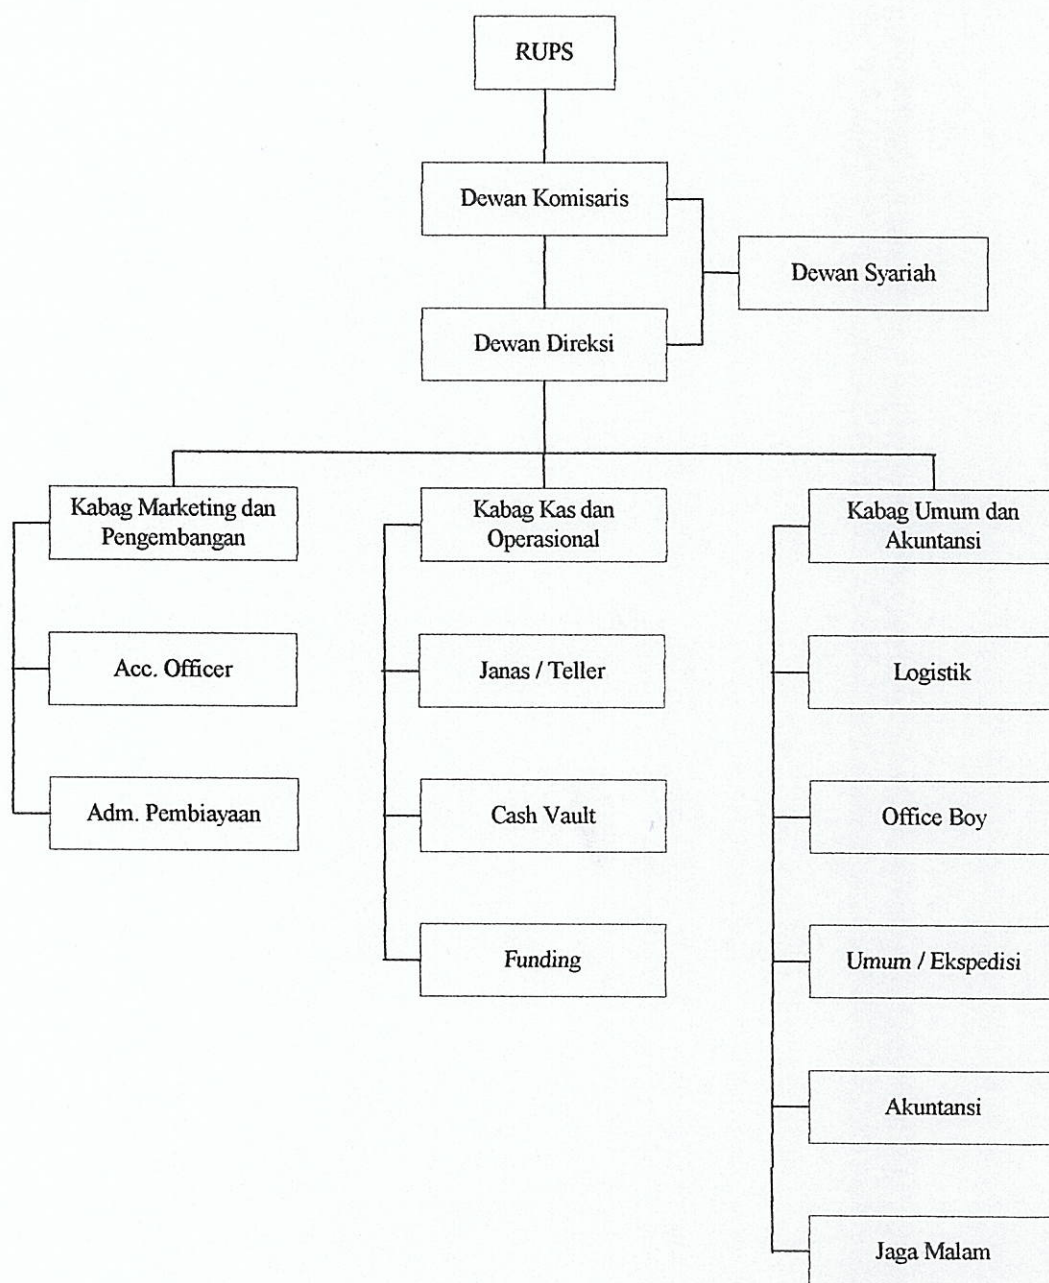 RUPS
Dewan Komisaris
Dewan Syariah
Dewan Direksi
Kabag Marketing dan
Pengembangan
Acc. Officer
Adm. Pembiayaan
Kabag Kas dan
Operasional
Janas / Teller
Cash Vault
Funding
Kabag Umum dan
Akuntansi
Logistik
Office Boy
Umum / Ekspedisi
Akuntansi
Jaga Malam